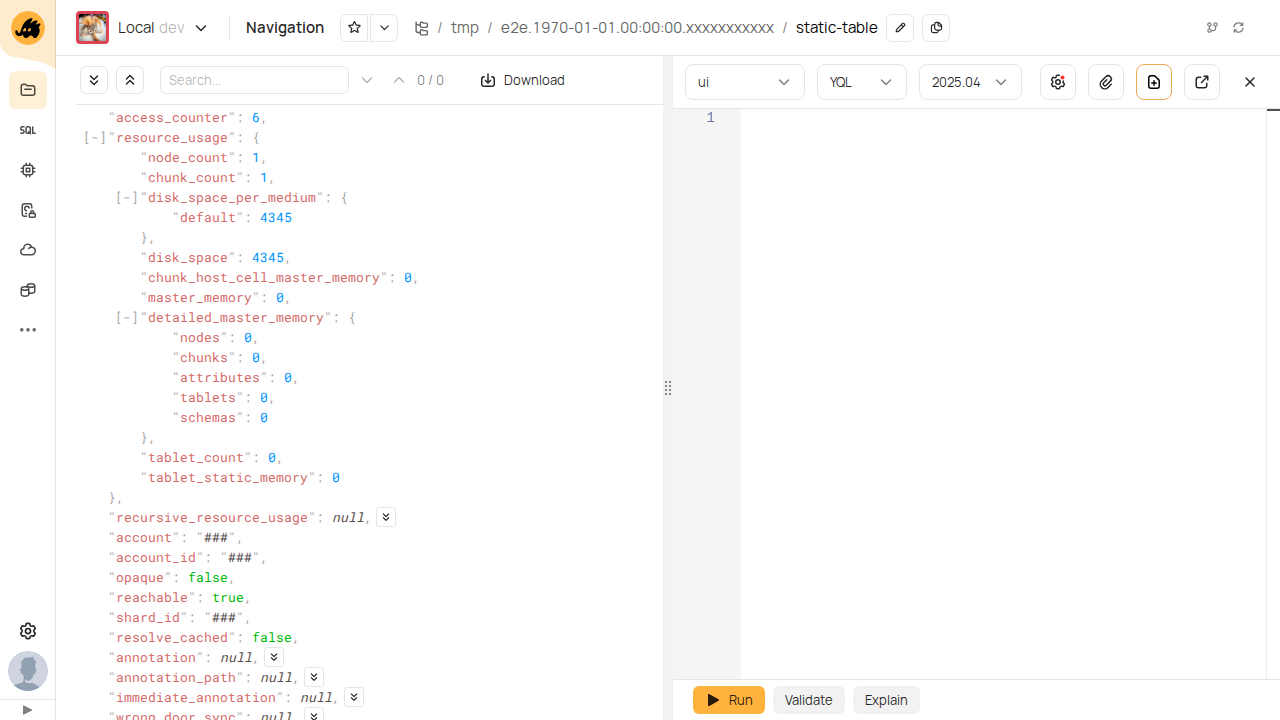 Local dev
Navigation
/ tmp / e2e.1970-01-01.00:00:00.xxxxxxxxxxx / static-table
SQL
Search...
0 / 0
Download
ui
YQL
2025.04
"access_counter": 6,
[-]"resource_usage": {
"node_count": 1,
"chunk_count": 1,
[-]"disk_space_per_medium": {
"default": 4345
},
"disk_space": 4345,
"chunk_host_cell_master_memory": 0,
"master_memory": 0,
[-]"detailed_master_memory": {
"nodes": 0,
"chunks": 0,
"attributes": 0,
"tablets": 0,
"schemas": 0
},
"tablet_count": 0,
"tablet_static_memory": 0
},
"recursive_resource_usage": null,
"account": "###",
"account_id": "###",
"opaque": false,
"reachable": true,
"shard_id": "###",
"resolve_cached": false,
"annotation": null,
"annotation_path": null,
"immediate_annotation": null,
"wrong_door_sync": null,
1
Run
Validate
Explain